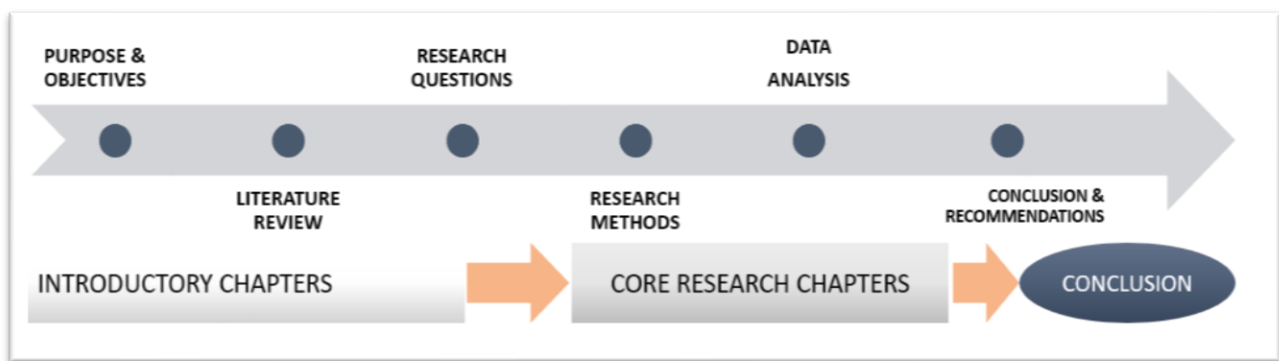 PURPOSE &
OBJECTIVES
RESEARCH
QUESTIONS
DATA
ANALYSIS
LITERATURE
REVIEW
RESEARCH
METHODS
CONCLUSION &
RECOMMENDATIONS
INTRODUCTORY CHAPTERS
CORE RESEARCH CHAPTERS
CONCLUSION